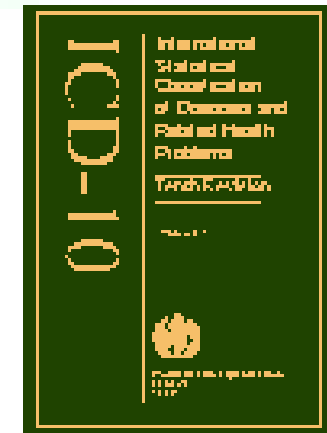 ICD-10
International
Statistical
Classification
of Diseases and
Related Health
Problems
Tenth Revision